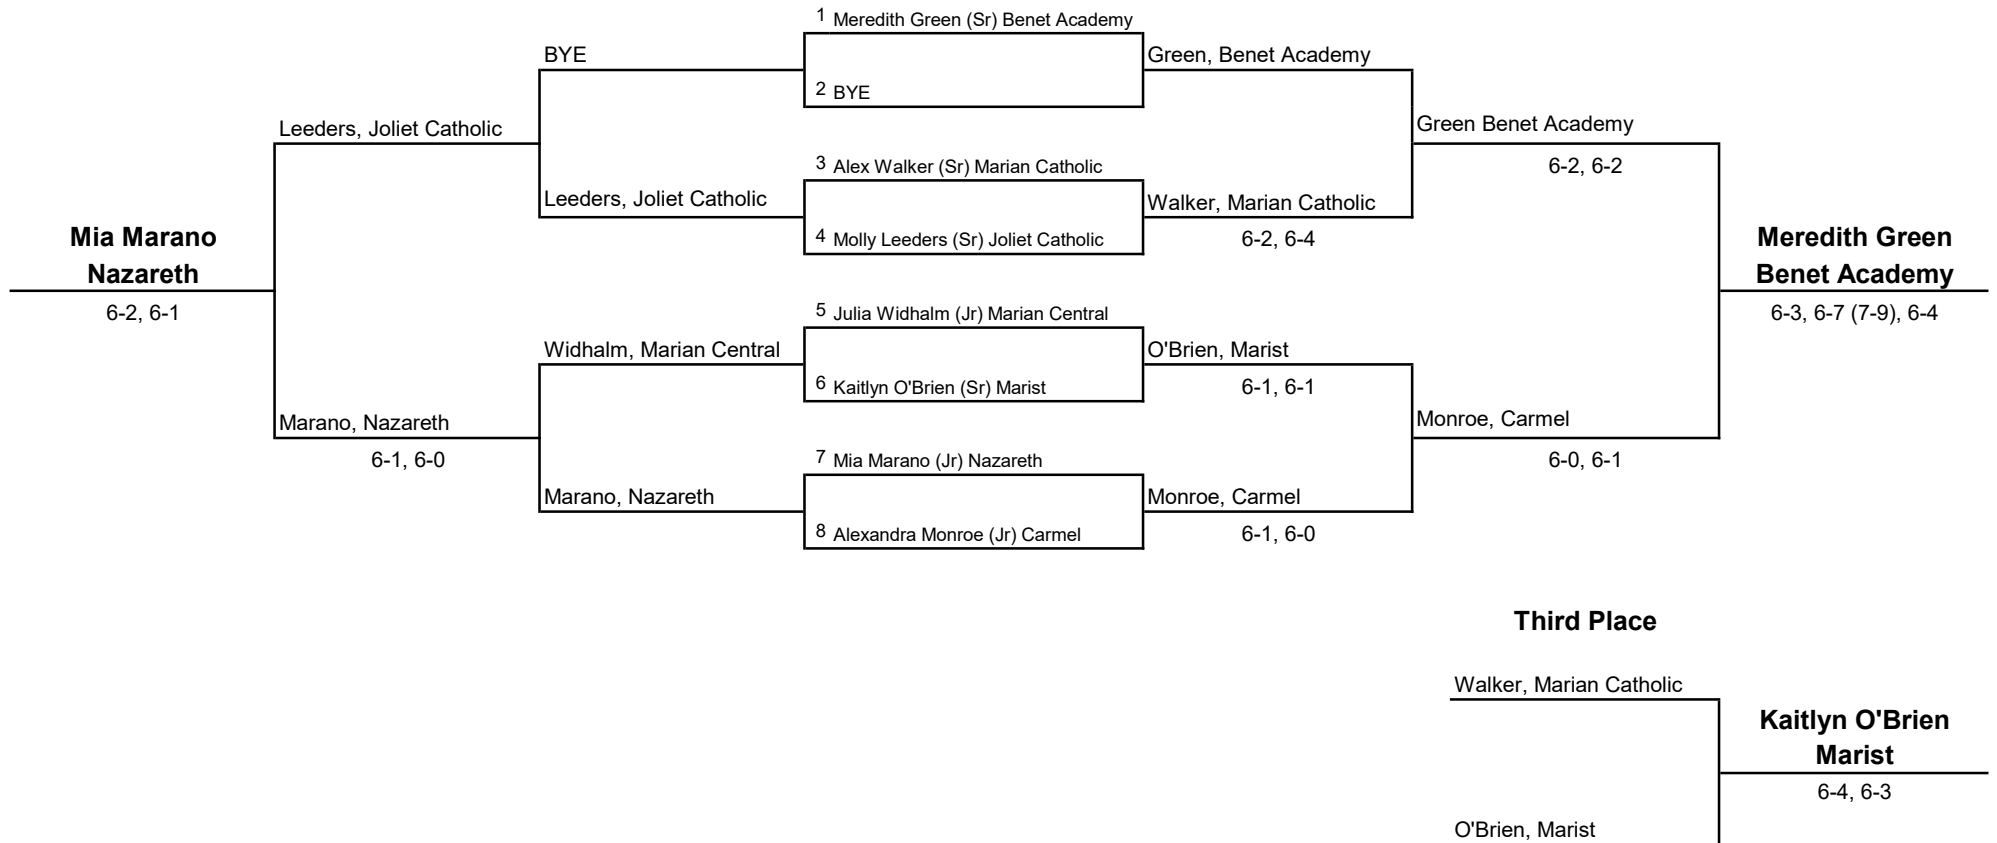 1 Meredith Green (Sr) Benet Academy
BYE
Green, Benet Academy
2 BYE
Leeders, Joliet Catholic
Green Benet Academy
3 Alex Walker (Sr) Marian Catholic
6-2, 6-2
Leeders, Joliet Catholic
Walker, Marian Catholic
4 Molly Leeders (Sr) Joliet Catholic
6-2, 6-4
Mia Marano
Nazareth
6-2, 6-1
Meredith Green
Benet Academy
6-3, 6-7 (7-9), 6-4
5 Julia Widhalm (Jr) Marian Central
Widhalm, Marian Central
O'Brien, Marist
6 Kaitlyn O'Brien (Sr) Marist
6-1, 6-1
Marano, Nazareth
6-1, 6-0
Monroe, Carmel
6-0, 6-1
7 Mia Marano (Jr) Nazareth
Marano, Nazareth
Monroe, Carmel
8 Alexandra Monroe (Jr) Carmel
6-1, 6-0
Third Place
Walker, Marian Catholic
Kaitlyn O'Brien
Marist
6-4, 6-3
O'Brien, Marist